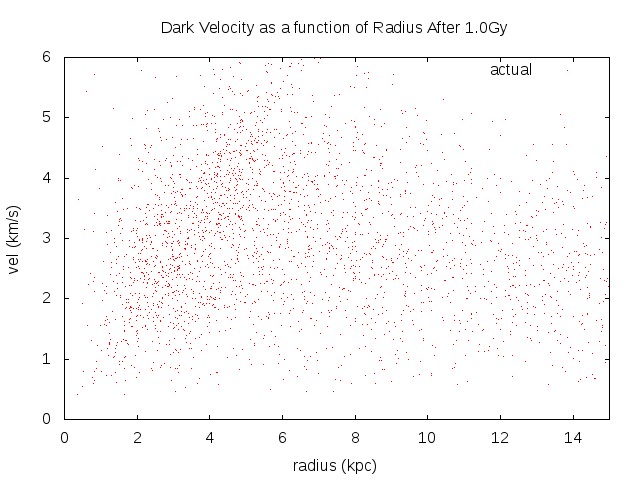 Dark Velocity as a function of Radius After 1.0Gy
actual
6
5
4
3
2
1
0
vel (km/s)
0 2 4 6 8 10 12 14
radius (kpc)